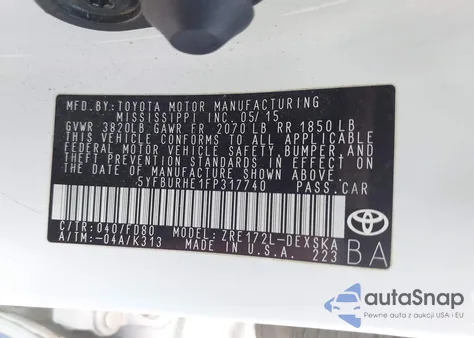 MFD. BY: TOYOTA MOTOR MANUFACTURING
MISSISSIPPI INC. 05/15
GVWR 3820LB GAWR FR 2070 LB RR 1850 LB
THIS VEHICLE CONFORMS TO ALL APPLICABLE
FEDERAL MOTOR VEHICLE SAFETY, BUMPER, AND
THEFT PREVENTION STANDARDS IN EFFECT ON
THE DATE OF MANUFACTURE SHOWN ABOVE.
5YFBURHE1FP317740 PASS. CAR
C/TR: 040/FD80 MODEL: ZRE172L-DEXSKA
A/TM: -04A/K313 MADE IN U.S.A. 223
BA
autoSnap
Pewne auta z aukcji USA i EU